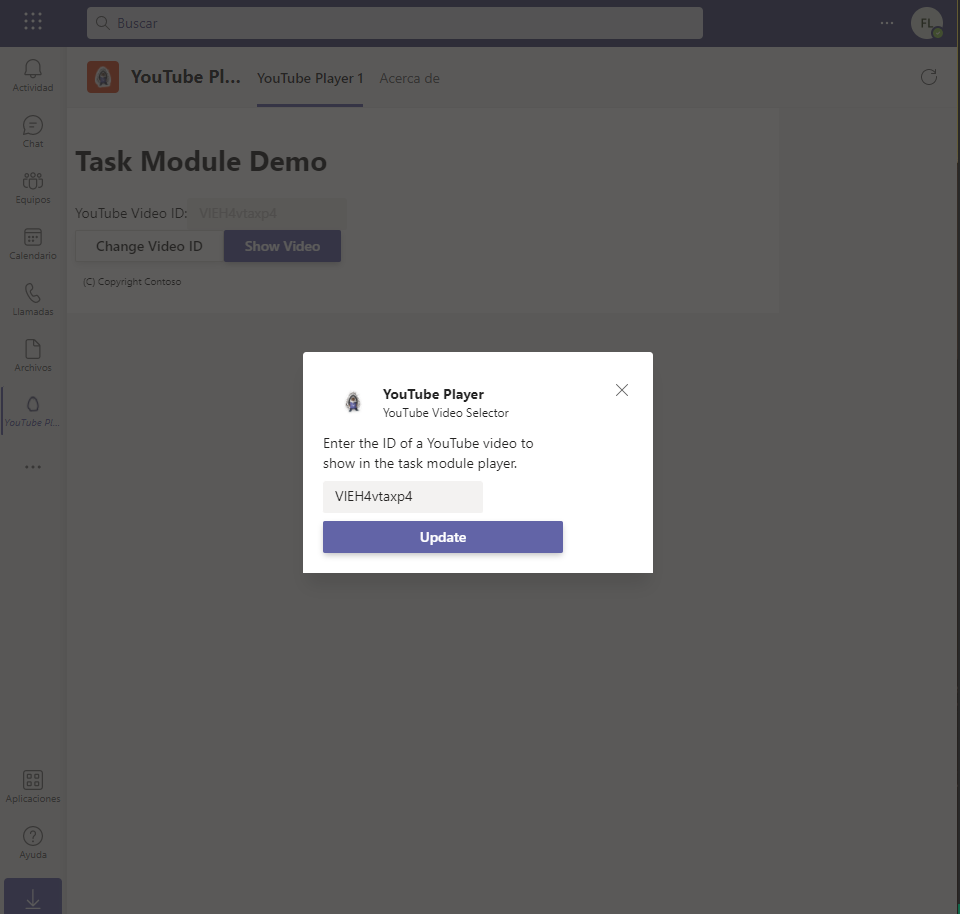 Buscar
FL
Actividad
Chat
Equipos
Calendario
Llamadas
Archivos
YouTube Pl...
Aplicaciones
Ayuda
YouTube Pl...
YouTube Player 1
Acerca de
Task Module Demo
YouTube Video ID: VlEH4vtaxp4
Change Video ID
Show Video
(C) Copyright Contoso
YouTube Player
YouTube Video Selector
Enter the ID of a YouTube video to
show in the task module player.
VlEH4vtaxp4
Update